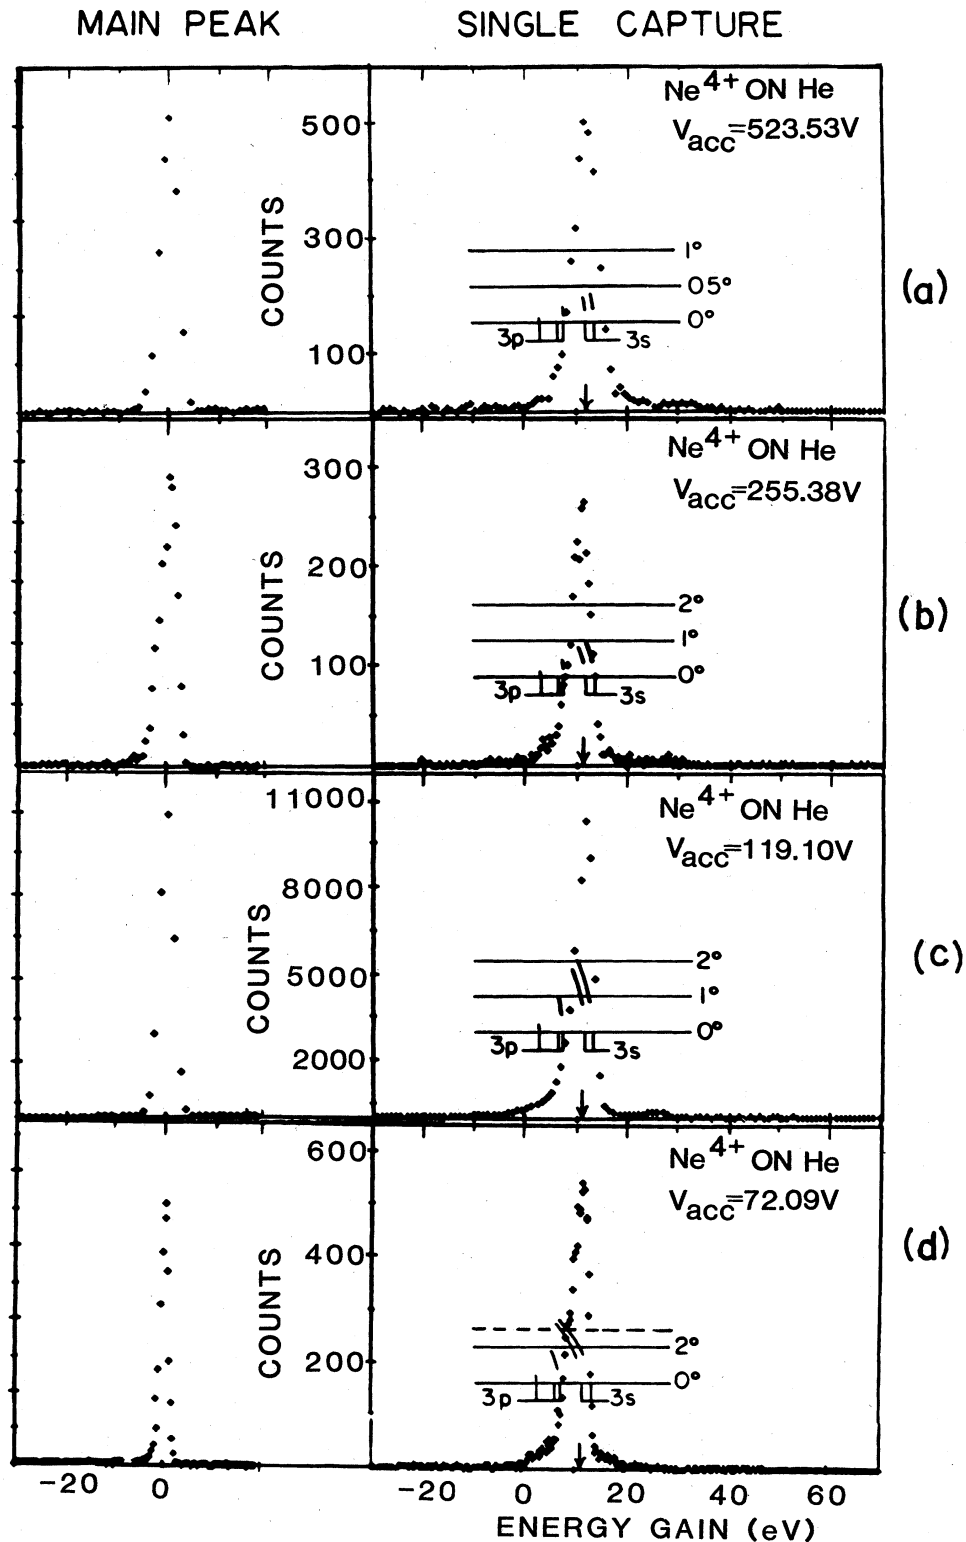 MAIN PEAK
SINGLE CAPTURE
Ne4+ ON He
Vacc=523.53V
500
300
100
COUNTS
1°
05°
0°
3p
3s
(a)
Ne4+ ON He
Vacc=255.38V
300
200
100
COUNTS
2°
1°
0°
3p
3s
(b)
Ne4+ ON He
Vacc=119.10V
11000
8000
5000
2000
COUNTS
2°
1°
0°
3p
3s
(c)
Ne4+ ON He
Vacc=72.09V
600
400
200
COUNTS
2°
0°
3p
3s
(d)
-20 0
-20 0 20 40 60
ENERGY GAIN (eV)